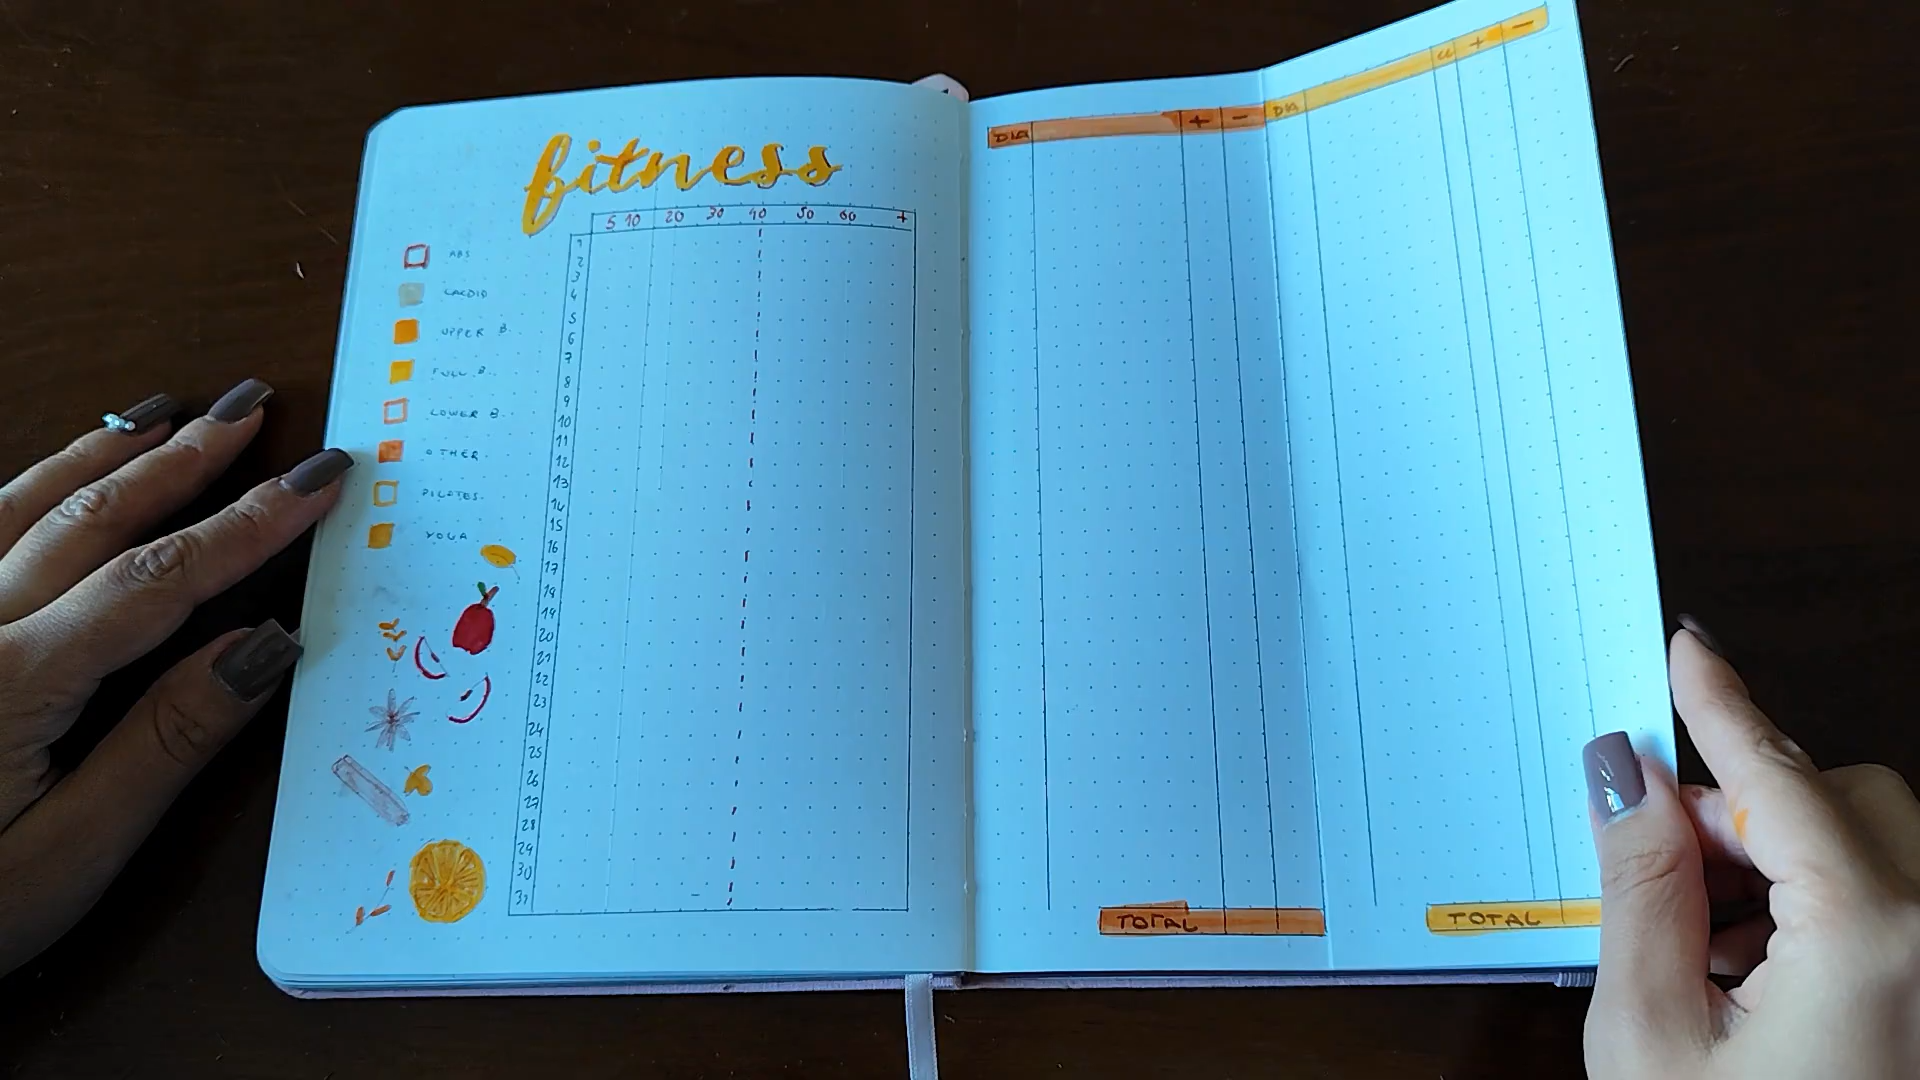 fitness
5 10 20 30 40 50 60 +
ABS
CARDIO
UPPER B.
FULL B.
LOWER B.
OTHER
PILATES
YOGA
1
2
3
4
5
6
7
8
9
10
11
12
13
14
15
16
17
18
19
20
21
22
23
24
25
26
27
28
29
30
31
DIA + -
TOTAL
DIA + -
TOTAL